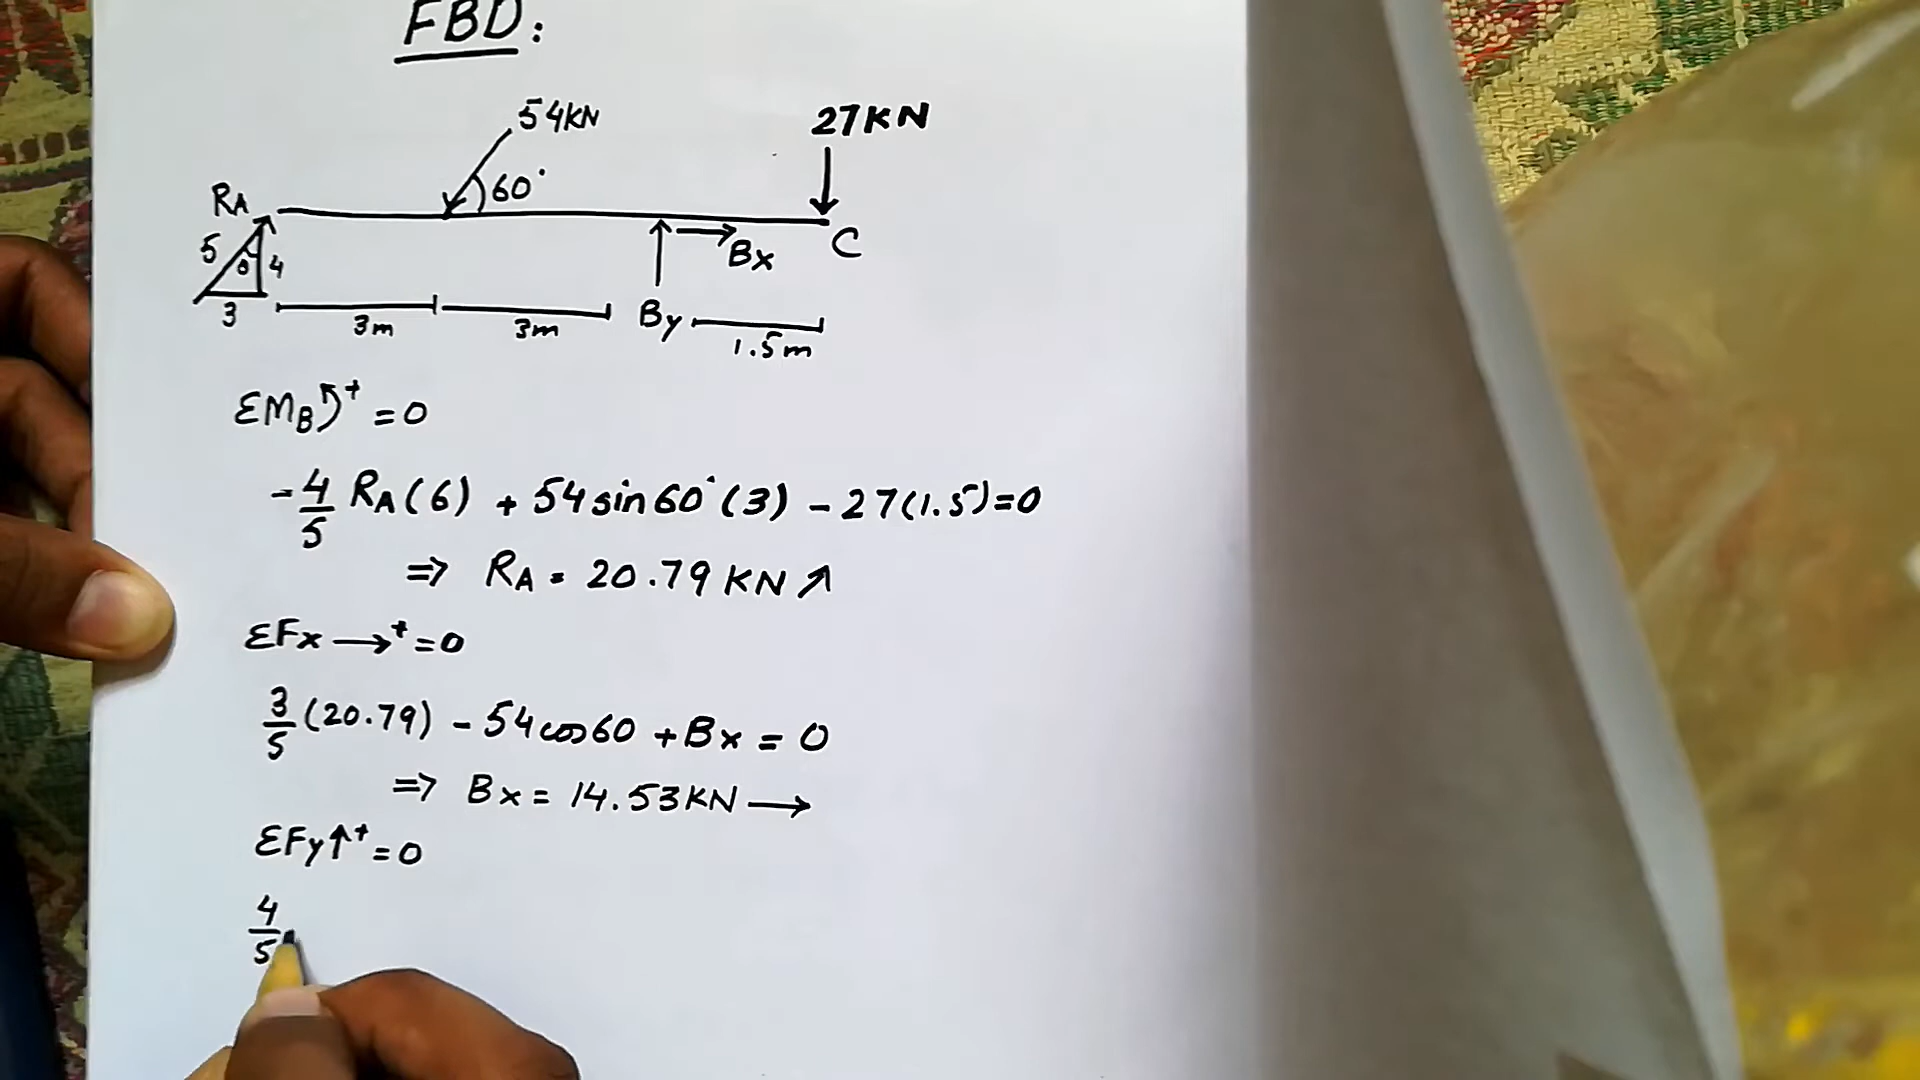 FBD:
54KN
27KN
60°
RA
C
Bx
5
θ
4
3
3m
3m
By
1.5m
ΣMB↺+ = 0
-4/5 RA(6) + 54 sin60°(3) - 27(1.5)=0
⇒ RA = 20.79 KN ↗
ΣFx →+ = 0
3/5 (20.79) - 54cos60 + Bx = 0
⇒ Bx = 14.53KN →
ΣFy↑+ = 0
4/5